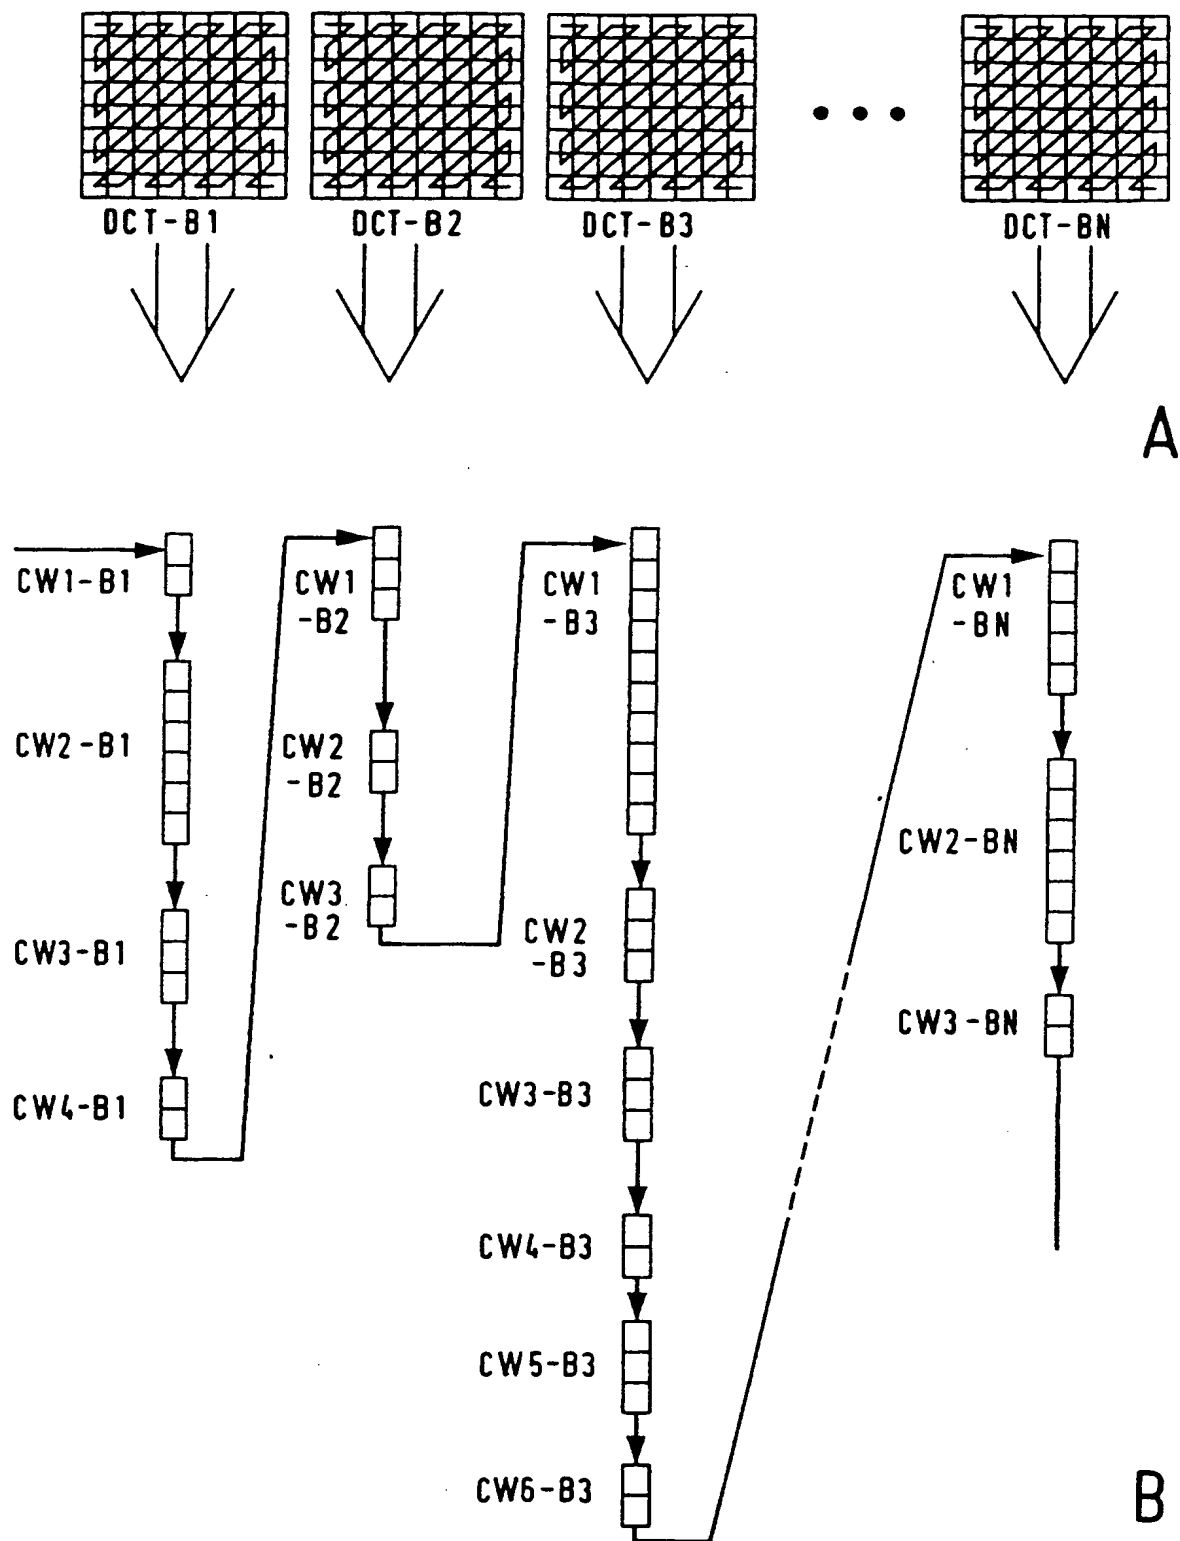 DCT-B1 DCT-B2 DCT-B3 DCT-BN
A
CW1-B1
CW2-B1
CW3-B1
CW4-B1
CW1
-B2
CW2
-B2
CW3
-B2
CW1
-B3
CW2
-B3
CW3-B3
CW4-B3
CW5-B3
CW6-B3
CW1
-BN
CW2-BN
CW3-BN
B